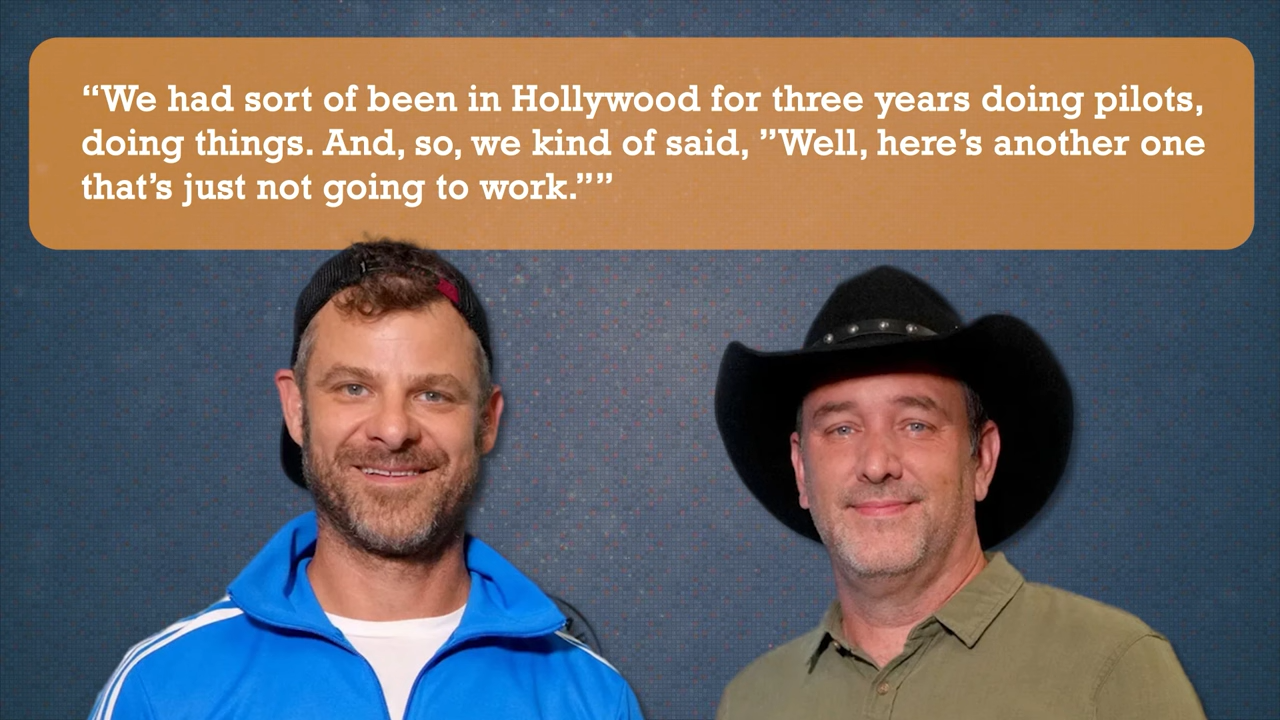 “We had sort of been in Hollywood for three years doing pilots,
doing things. And, so, we kind of said, ”Well, here’s another one
that’s just not going to work.””